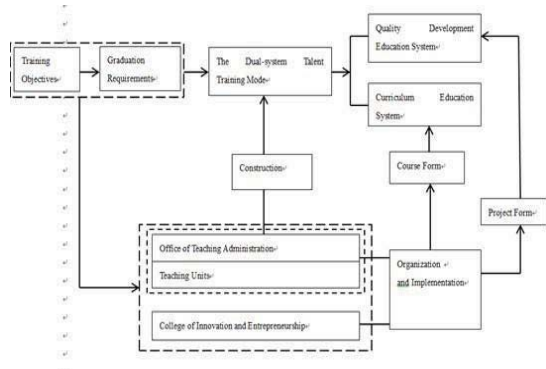 Training
Objectives
Graduation
Requirements
The Dual-system Talent
Training Mode
Quality Development
Education System
Curriculum Education
System
Construction
Course Form
Project Form
Office of Teaching Administration
Teaching Units
Organization
and Implementation
College of Innovation and Entrepreneurship